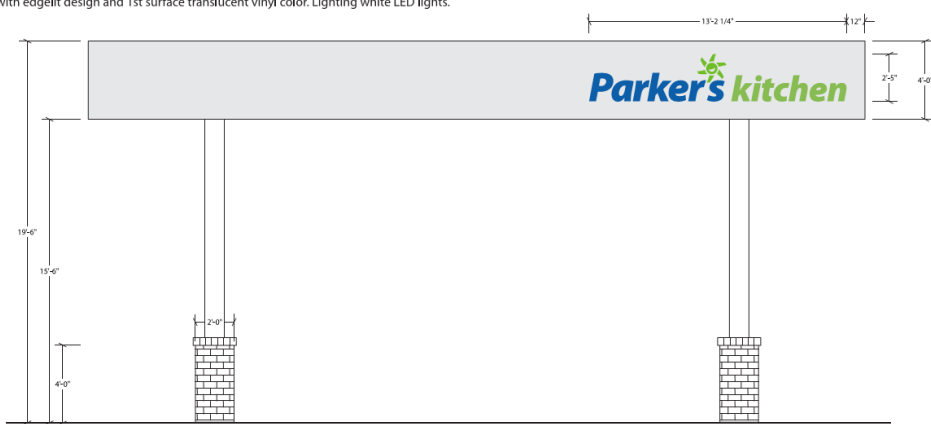 with edgelit design and 1st surface translucent vinyl color. Lighting white LED lights.
13'-2 1/4" 12"
Parker's kitchen
2'-5"
4'-0"
19'-6"
15'-6"
2'-0"
4'-0"